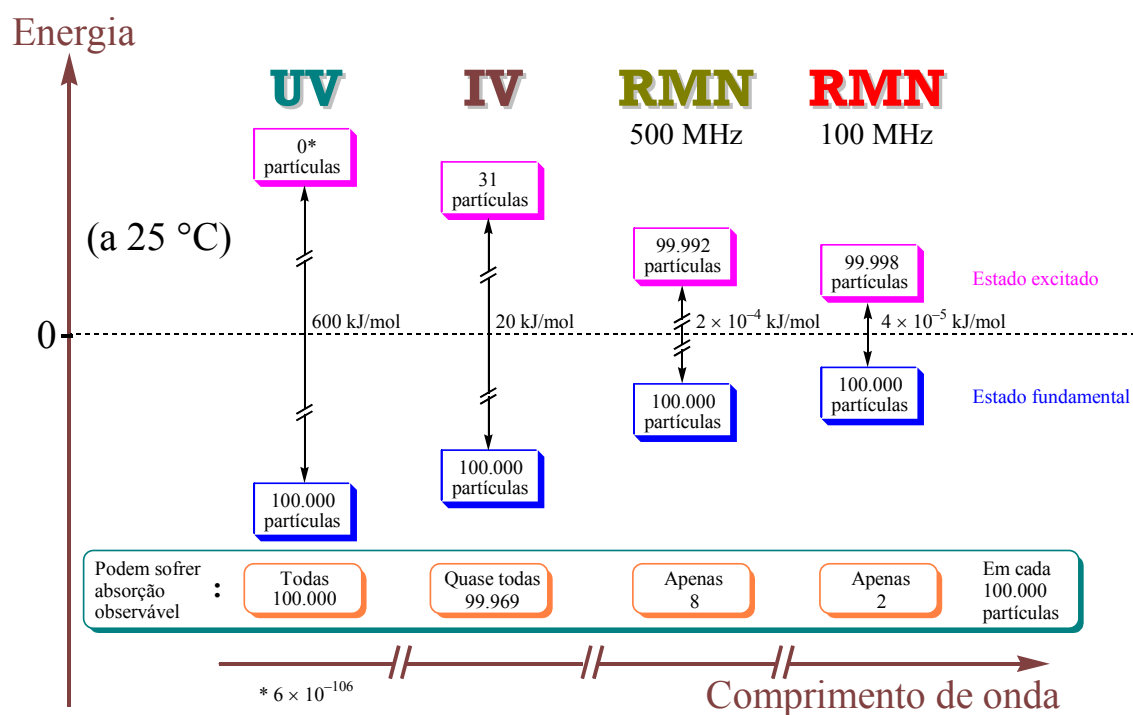 Energia
UV
IV
RMN
RMN
500 MHz
100 MHz
0*
partículas
31
partículas
99.992
partículas
99.998
partículas
(a 25 °C)
Estado excitado
0
600 kJ/mol
20 kJ/mol
2 × 10⁻⁴ kJ/mol
4 × 10⁻⁵ kJ/mol
100.000
partículas
100.000
partículas
100.000
partículas
100.000
partículas
Estado fundamental
Podem sofrer
absorção
observável
:
Todas
100.000
Quase todas
99.969
Apenas
8
Apenas
2
Em cada
100.000
partículas
* 6 × 10⁻¹⁰⁶
Comprimento de onda